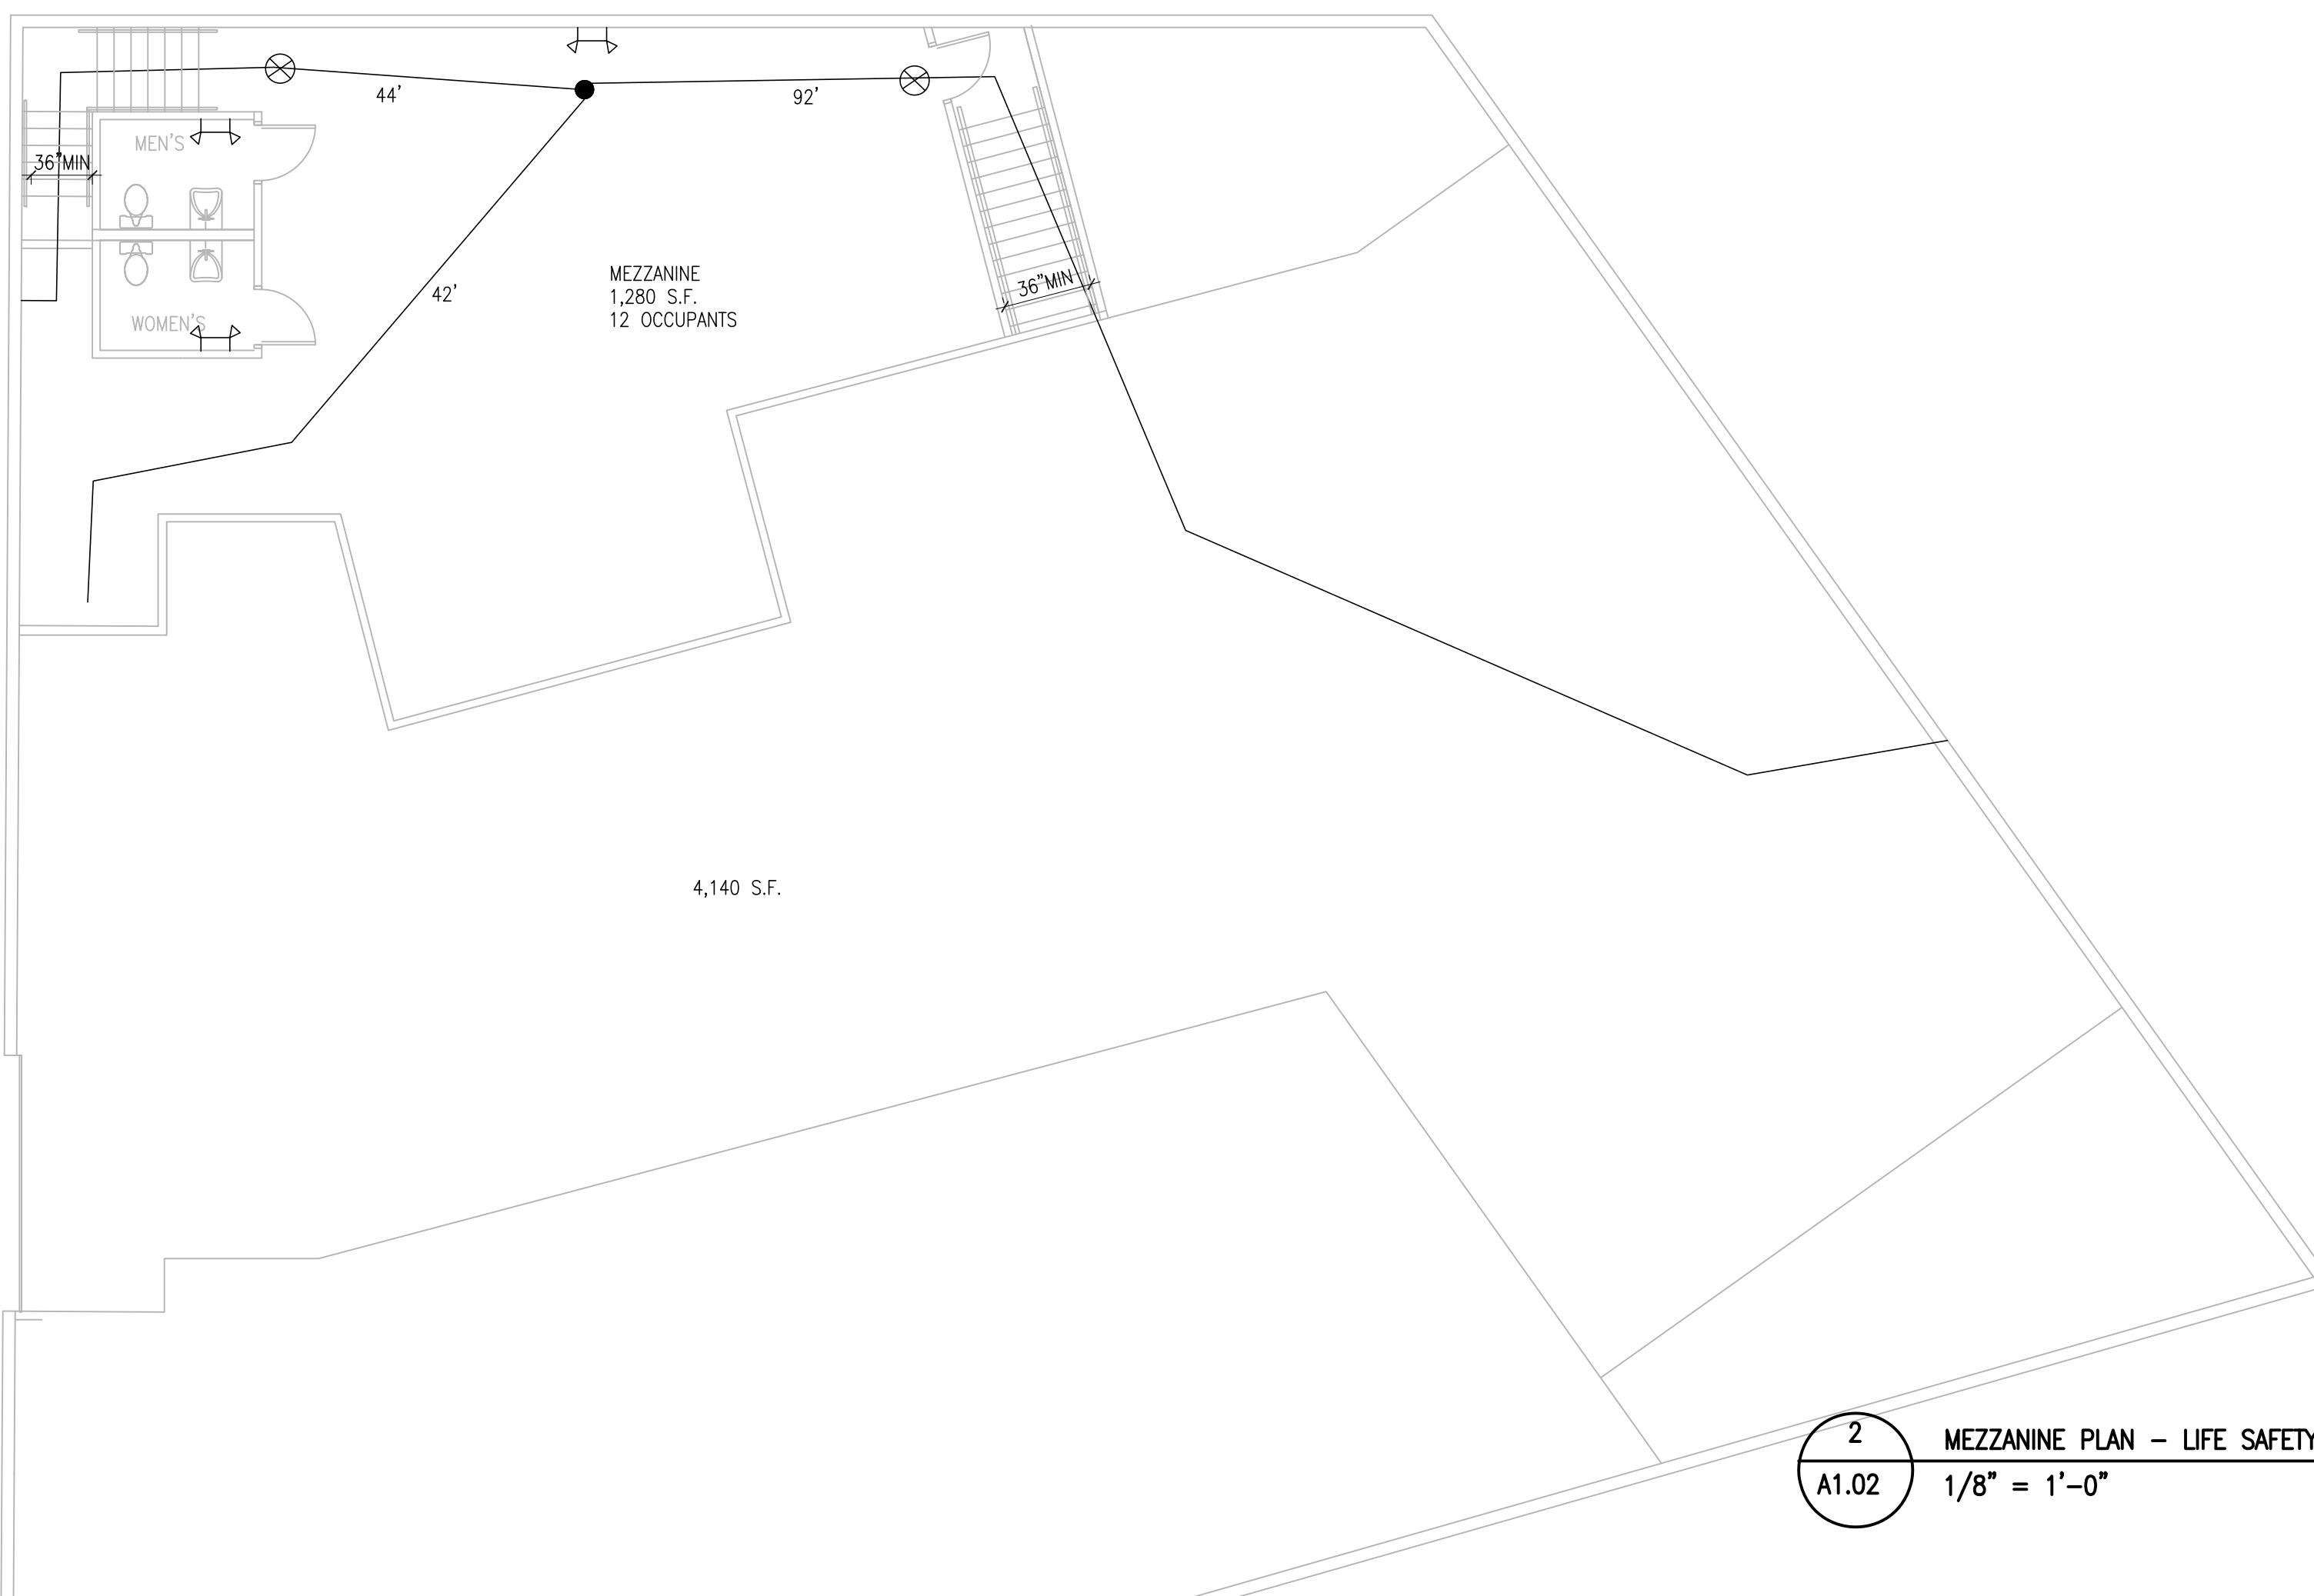 44'
92'
MEN'S
36"MIN
WOMEN'S
42'
MEZZANINE
1,280 S.F.
12 OCCUPANTS
36"MIN
4,140 S.F.
2
A1.02
MEZZANINE PLAN – LIFE SAFETY
1/8" = 1'–0"